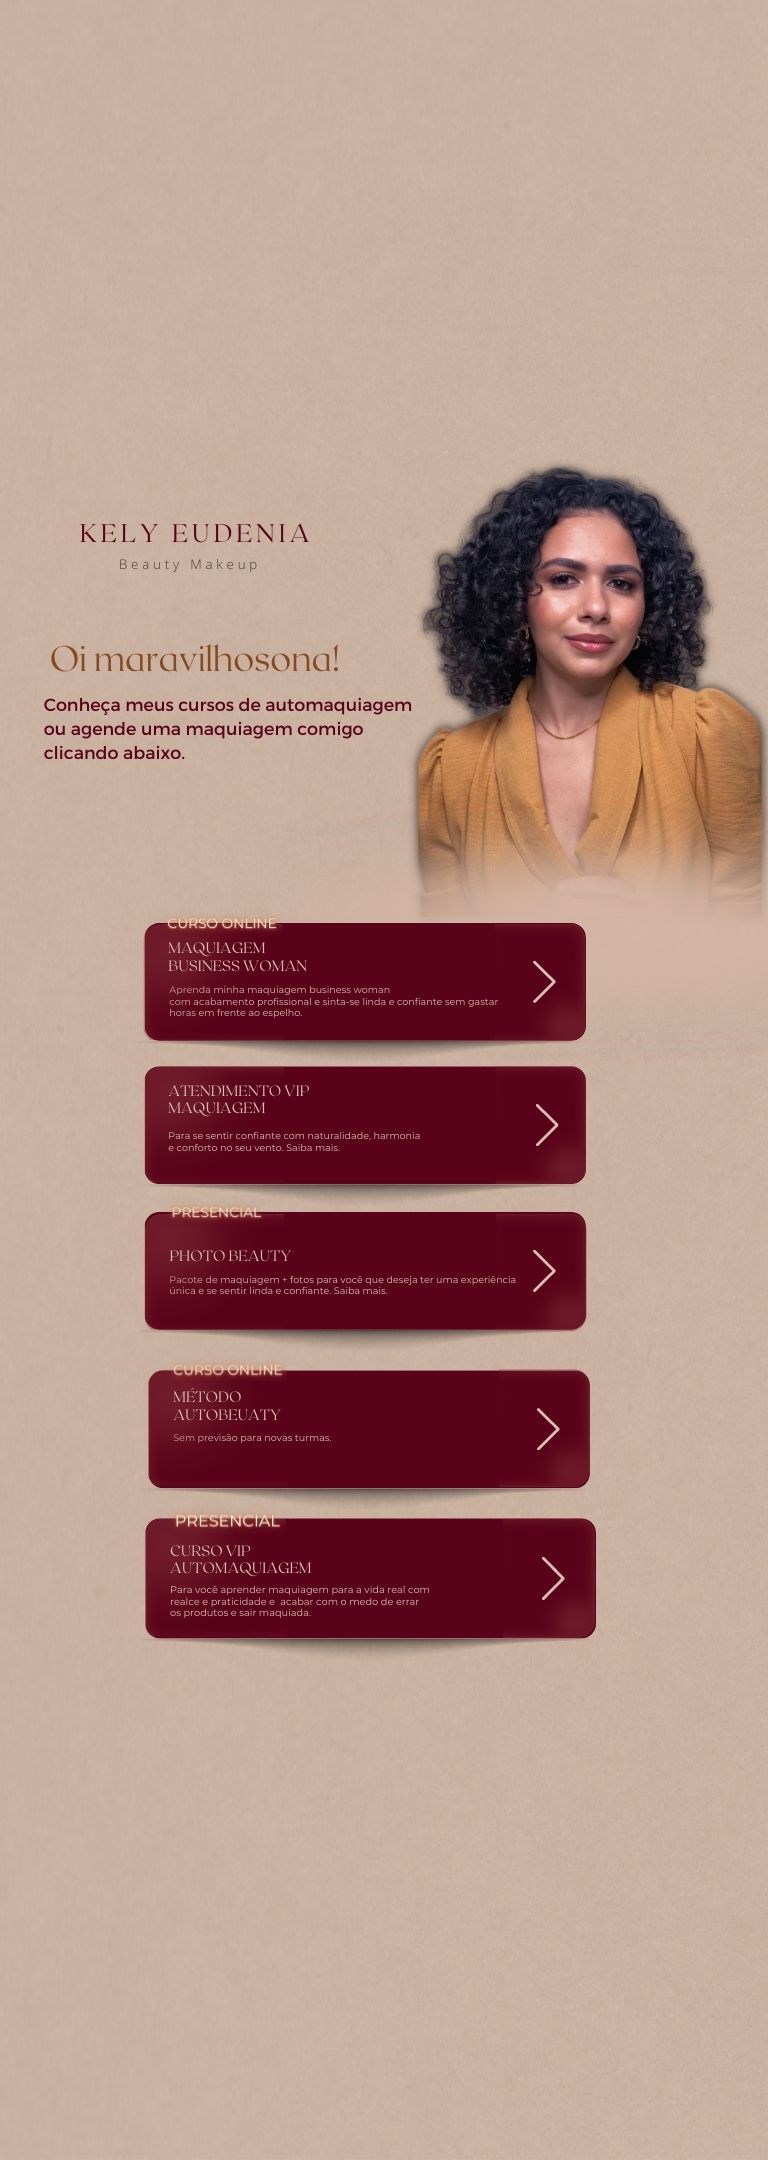 KELY EUDENIA
Beauty Makeup
Oi maravilhosona!
Conheça meus cursos de automaquiagem
ou agende uma maquiagem comigo
clicando abaixo.
CURSO ONLINE
MAQUIAGEM
BUSINESS WOMAN
Aprenda minha maquiagem business woman
com acabamento profissional e sinta-se linda e confiante sem gastar
horas em frente ao espelho.
ATENDIMENTO VIP
MAQUIAGEM
Para se sentir confiante com naturalidade, harmonia
e conforto no seu vento. Saiba mais.
PRESENCIAL
PHOTO BEAUTY
Pacote de maquiagem + fotos para você que deseja ter uma experiência
única e se sentir linda e confiante. Saiba mais.
CURSO ONLINE
MÉTODO
AUTOBEUATY
Sem previsão para novas turmas.
PRESENCIAL
CURSO VIP
AUTOMAQUIAGEM
Para você aprender maquiagem para a vida real com
realce e praticidade e  acabar com o medo de errar
os produtos e sair maquiada.